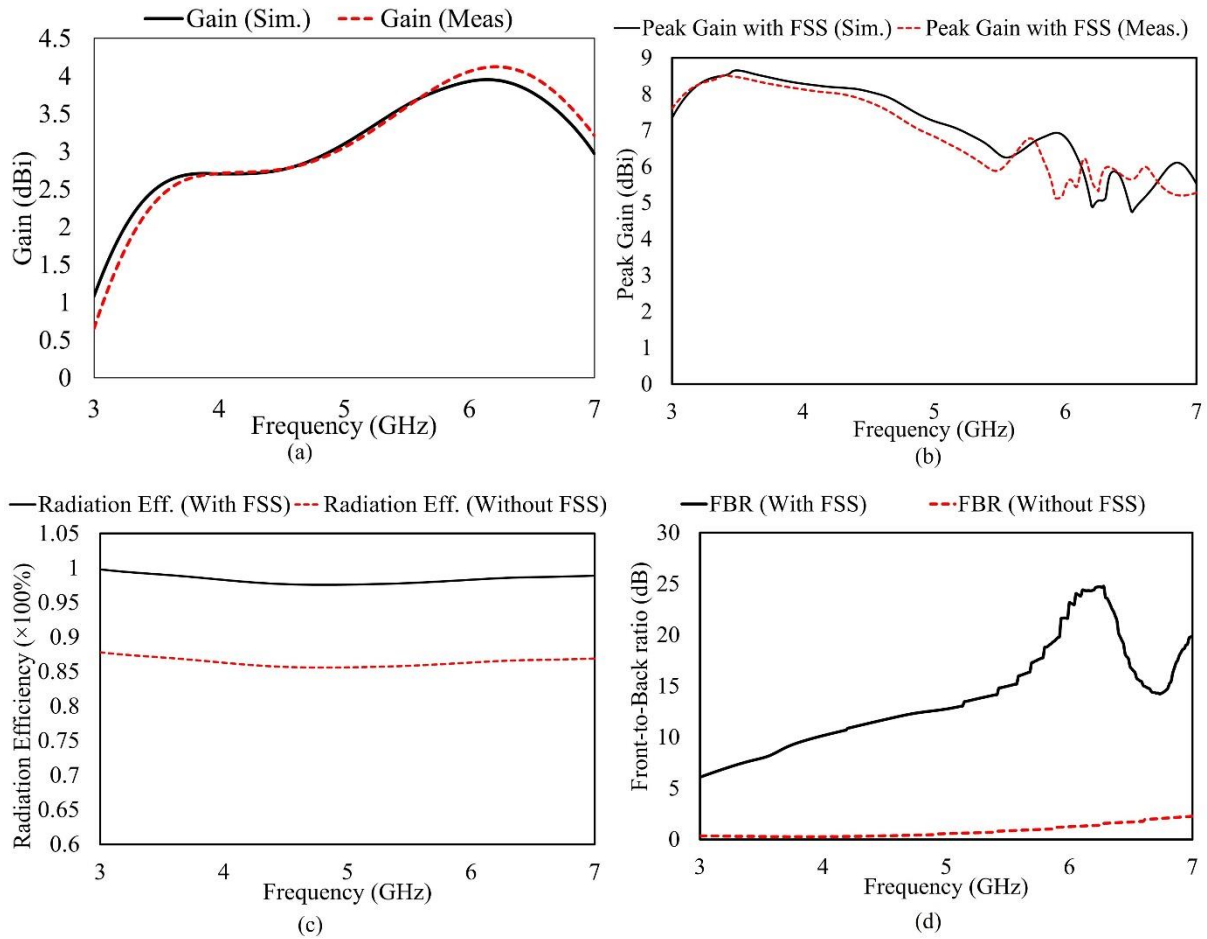 Gain (Sim.) Gain (Meas)
4.5
4
3.5
3
2.5
2
1.5
1
0.5
0
Gain (dBi)
3 4 5 6 7
Frequency (GHz)
(a)
Peak Gain with FSS (Sim.) Peak Gain with FSS (Meas.)
9
8
7
6
5
4
3
2
1
0
Peak Gain (dBi)
3 4 5 6 7
Frequency (GHz)
(b)
Radiation Eff. (With FSS) Radiation Eff. (Without FSS)
1.05
1
0.95
0.9
0.85
0.8
0.75
0.7
0.65
0.6
Radiation Efficiency (×100%)
3 4 5 6 7
Frequency (GHz)
(c)
FBR (With FSS) FBR (Without FSS)
30
25
20
15
10
5
0
Front-to-Back ratio (dB)
3 4 5 6 7
Frequency (GHz)
(d)